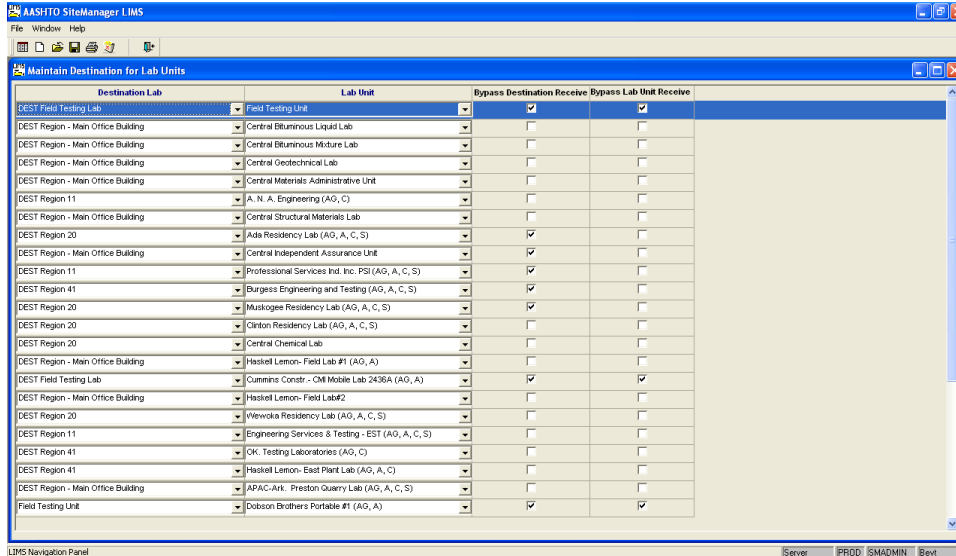 AASHTO SiteManager LIMS
File Window Help
Maintain Destination for Lab Units
Destination Lab Lab Unit Bypass Destination Receive Bypass Lab Unit Receive
DEST Field Testing Lab Field Testing Unit
DEST Region - Main Office Building Central Bituminous Liquid Lab
DEST Region - Main Office Building Central Bituminous Mixture Lab
DEST Region - Main Office Building Central Geotechnical Lab
DEST Region - Main Office Building Central Materials Administrative Unit
DEST Region 11 A. N. A. Engineering (AG, C)
DEST Region - Main Office Building Central Structural Materials Lab
DEST Region 20 Ada Residency Lab (AG, A, C, S)
DEST Region - Main Office Building Central Independent Assurance Unit
DEST Region 11 Professional Services Ind. Inc. PSI (AG, A, C, S)
DEST Region 41 Burgess Engineering and Testing (AG, A, C, S)
DEST Region 20 Muskogee Residency Lab (AG, A, C, S)
DEST Region 20 Clinton Residency Lab (AG, A, C, S)
DEST Region 20 Central Chemical Lab
DEST Region - Main Office Building Haskell Lemon- Field Lab #1 (AG, A)
DEST Field Testing Lab Cummins Constr.- CMI Mobile Lab 2436A (AG, A)
DEST Region - Main Office Building Haskell Lemon- Field Lab#2
DEST Region 20 Wewoka Residency Lab (AG, A, C, S)
DEST Region 11 Engineering Services & Testing - EST (AG, A, C, S)
DEST Region 41 OK. Testing Laboratories (AG, C)
DEST Region 41 Haskell Lemon- East Plant Lab (AG, A, C)
DEST Region - Main Office Building APAC-Ark. Preston Quarry Lab (AG, A, C, S)
Field Testing Unit Dobson Brothers Portable #1 (AG, A)
LIMS Navigation Panel Server PROD SMADMIN Beyt